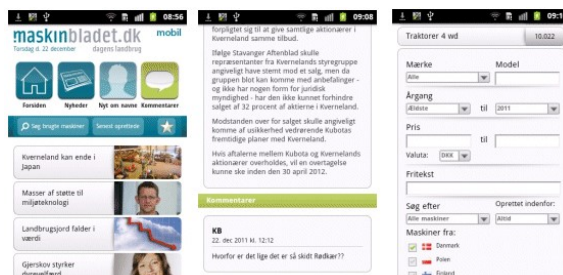 08:56
maskinbladet.dk mobil
Torsdag d. 22 december dagens landbrug
Forsiden Nyheder Nyt om navne Kommentarer
Søg brugte maskiner Senest oprettede
Kverneland kan ende i
Japan
Masser af støtte til
miljøteknologi
Landbrugsjord falder i
værdi
Gjerskov styrker
09:08
forpligtet sig til at give samtlige aktionærer i
Kverneland samme tilbud.
Ifølge Stavanger Aftenblad skulle
repræsentanter fra Kvernelands styregruppe
angiveligt have stemt mod et salg, men da
gruppen blot kan komme med anbefalinger -
og ikke har nogen form for juridisk
myndighed - har den ikke kunnet forhindre
salget af 32 procent af aktierne i Kverneland.
Modstanden over for salget skulle angiveligt
komme af usikkerhed vedrørende Kubotas
fremtidige planer med Kverneland.
Hvis aftalerne mellem Kubota og Kvernelands
aktionærer overholdes, vil en overtagelse
kunne ske inden den 30 april 2012.
Kommentarer
KB
22. dec 2011 kl. 12:12
Hvorfor er det lige det er så skidt Rødkær??
Traktorer 4 wd 10.022
Mærke Model
Alle
Årgang
Ældste til 2011
Pris
til
Valuta: DKK
Fritekst
Søg efter Oprettet indenfor:
Alle maskiner Altid
Maskiner fra:
Danmark
Polen
Finland